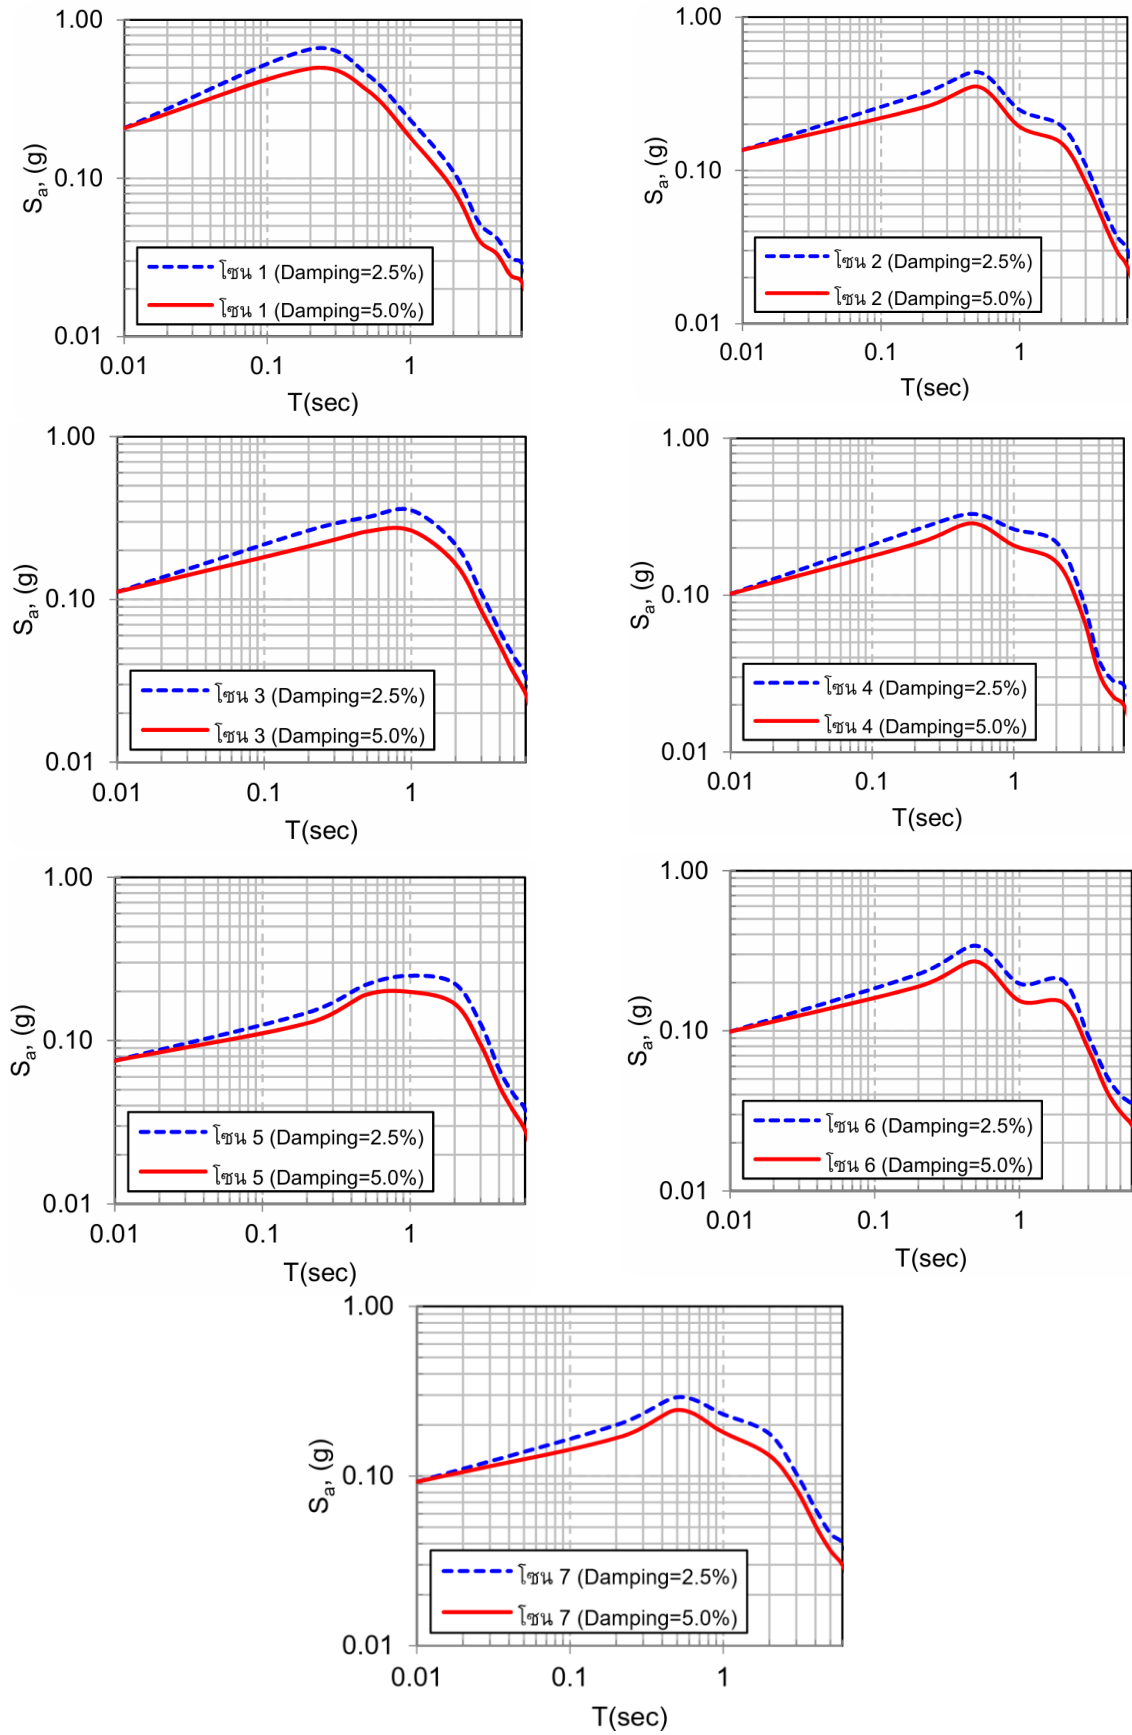 1.00
0.10
0.01
Sa, (g)
โซน 1 (Damping=2.5%)
โซน 1 (Damping=5.0%)
0.01 0.1 1
T(sec)
1.00
0.10
0.01
Sa, (g)
โซน 2 (Damping=2.5%)
โซน 2 (Damping=5.0%)
0.01 0.1 1
T(sec)
1.00
0.10
0.01
Sa, (g)
โซน 3 (Damping=2.5%)
โซน 3 (Damping=5.0%)
0.01 0.1 1
T(sec)
1.00
0.10
0.01
Sa, (g)
โซน 4 (Damping=2.5%)
โซน 4 (Damping=5.0%)
0.01 0.1 1
T(sec)
1.00
0.10
0.01
Sa, (g)
โซน 5 (Damping=2.5%)
โซน 5 (Damping=5.0%)
0.01 0.1 1
T(sec)
1.00
0.10
0.01
Sa, (g)
โซน 6 (Damping=2.5%)
โซน 6 (Damping=5.0%)
0.01 0.1 1
T(sec)
1.00
0.10
0.01
Sa, (g)
โซน 7 (Damping=2.5%)
โซน 7 (Damping=5.0%)
0.01 0.1 1
T(sec)